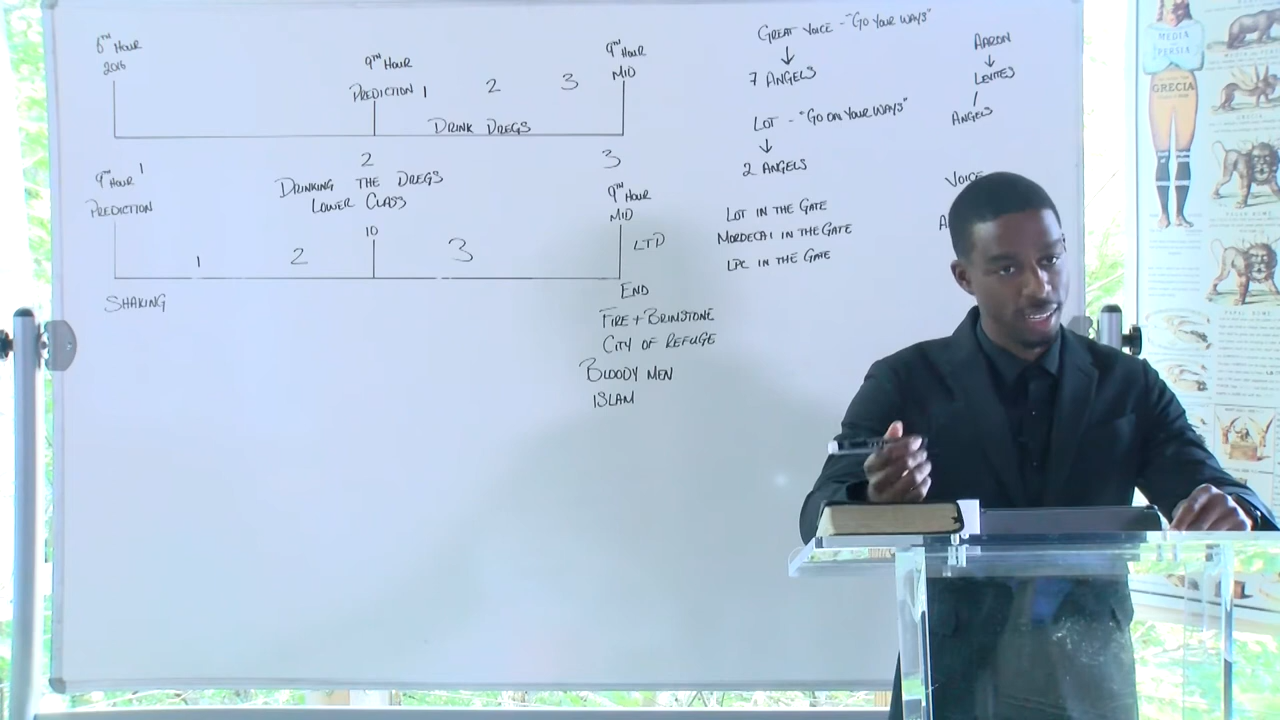 6TH HOUR
2016
9TH HOUR
PREDICTION 1 2 3
9TH HOUR
MID
DRINK DREGS
9TH HOUR 1
PREDICTION
2
DRINKING THE DREGS
LOWER CLASS
10
3
9TH HOUR
MID
LTD
1 2 3
SHAKING
END
FIRE + BRIMSTONE
CITY OF REFUGE
BLOODY MEN
ISLAM
GREAT VOICE - "GO YOUR WAYS"
7 ANGELS
LOT - "GO ON YOUR WAYS"
2 ANGELS
LOT IN THE GATE
MORDECAI IN THE GATE
LPC IN THE GATE
AARON
LEVITES
ANGELS
VOICE
MEDIA
PERSIA
GRECIA